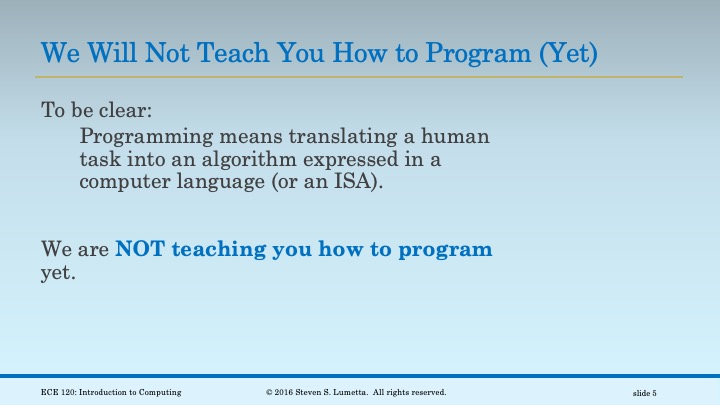 We Will Not Teach You How to Program (Yet)
To be clear:
Programming means translating a human
task into an algorithm expressed in a
computer language (or an ISA).
We are NOT teaching you how to program
yet.
ECE 120: Introduction to Computing
© 2016 Steven S. Lumetta. All rights reserved.
slide 5